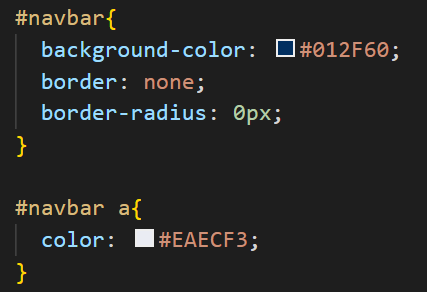 #navbar{
background-color: #012F60;
border: none;
border-radius: 0px;
}
#navbar a{
color: #EAECF3;
}